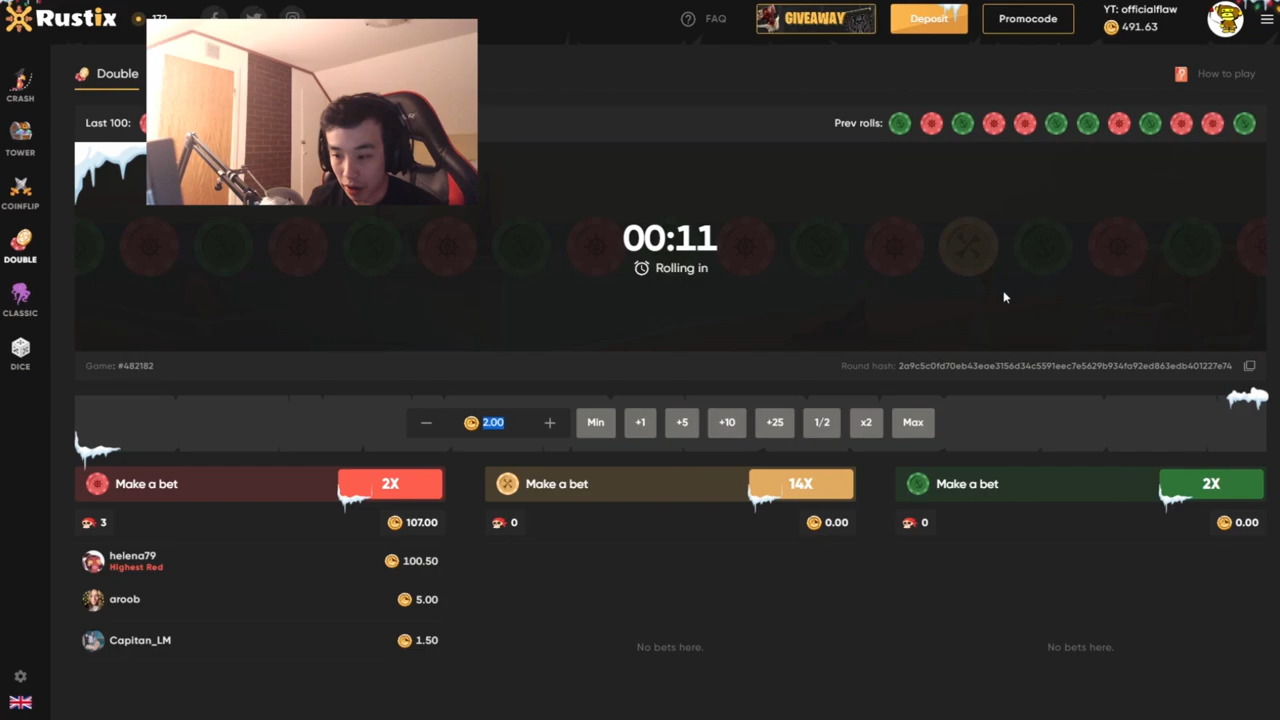 Rustix
172
FAQ
GIVEAWAY
Deposit
Promocode
YT: officialflaw
491.63
CRASH
TOWER
COINFLIP
DOUBLE
CLASSIC
DICE
Double
How to play
Last 100:
Prev rolls:
00:11
Rolling in
Game: #482182
Round hash: 2a9c5c0fd70eb43eae3156d34c5591eec7e5629b934fa92ed863edb401227e74
2.00
Min
+1
+5
+10
+25
1/2
x2
Max
Make a bet
2X
Make a bet
14X
Make a bet
2X
3
107.00
0
0.00
0
0.00
helena79
Highest Red
100.50
aroob
5.00
Capitan_LM
1.50
No bets here.
No bets here.